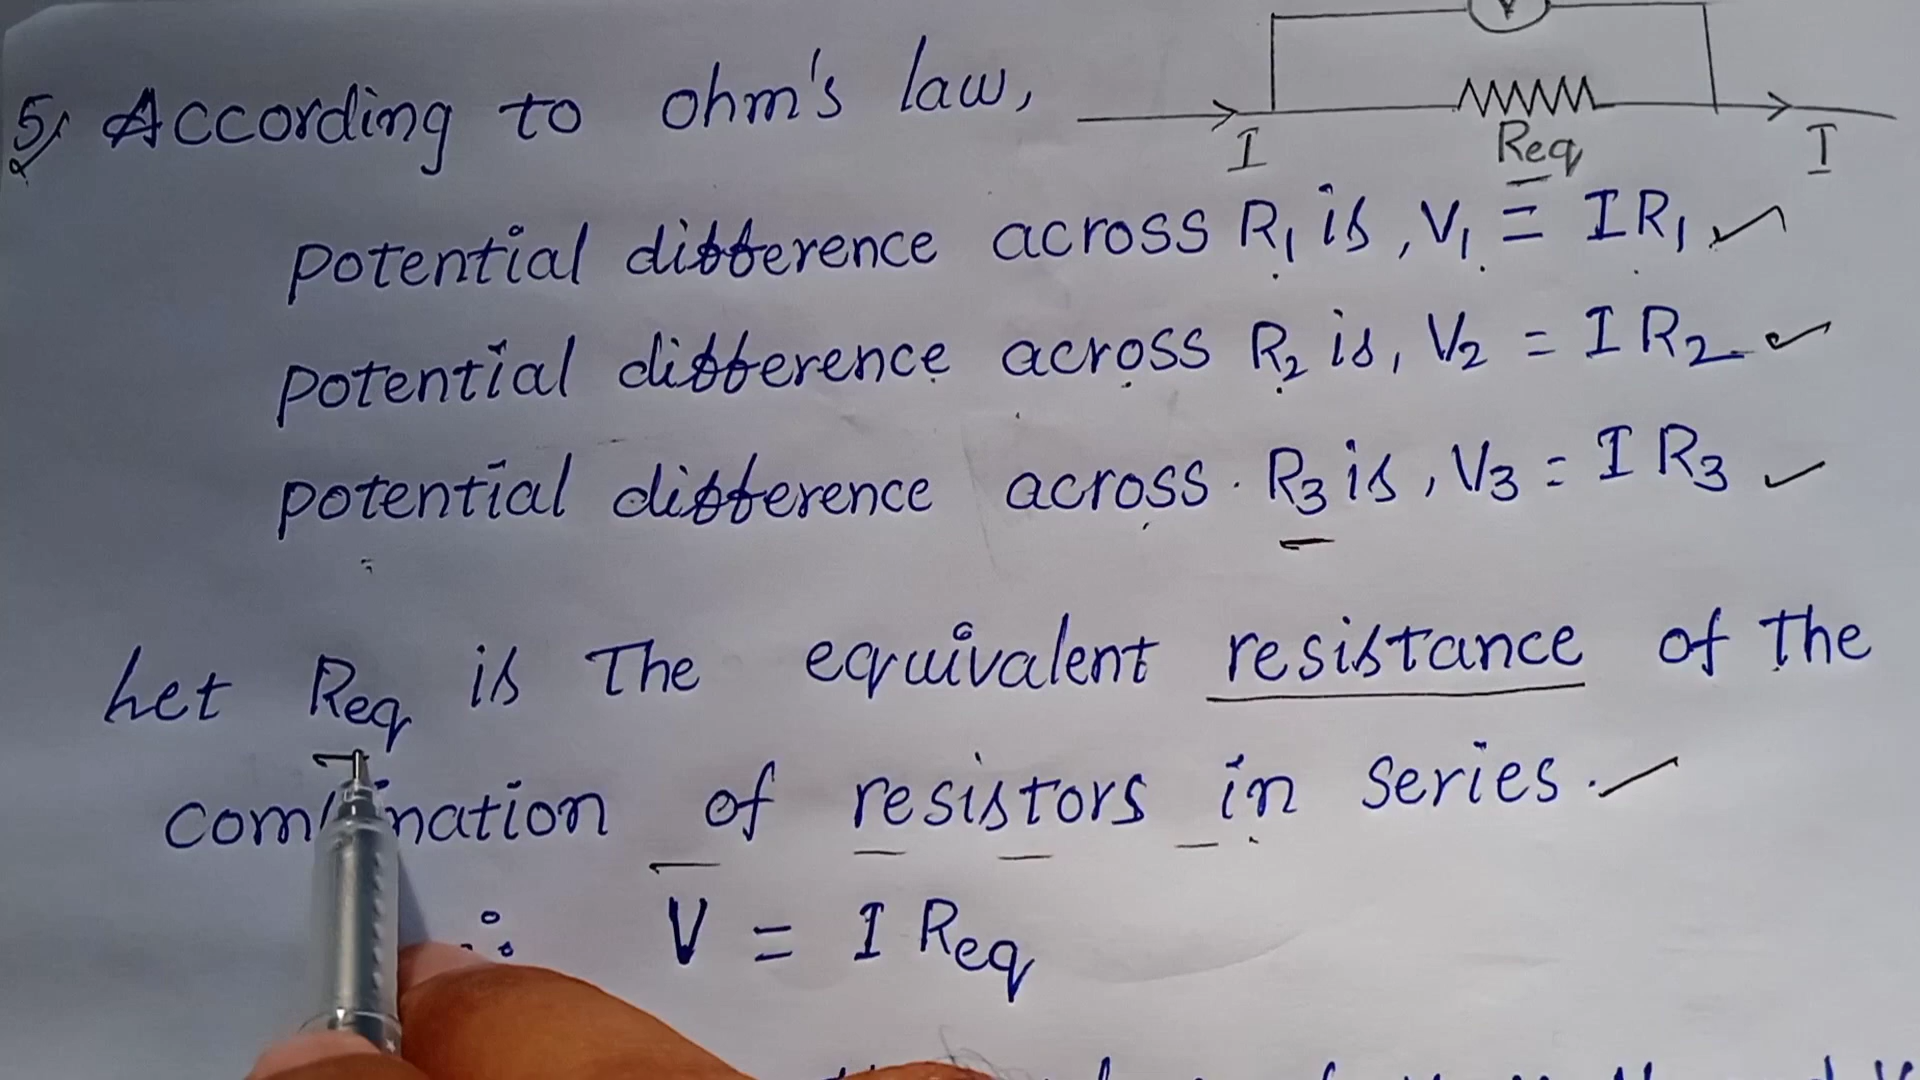 V
I Req I
5, According to ohm's law,
potential difference across R₁ is, V₁ = IR₁
potential difference across R₂ is, V₂ = IR₂
potential difference across R₃ is, V₃ = IR₃
Let Req is The equivalent resistance of The
combination of resistors in series.
∴ V = I Req